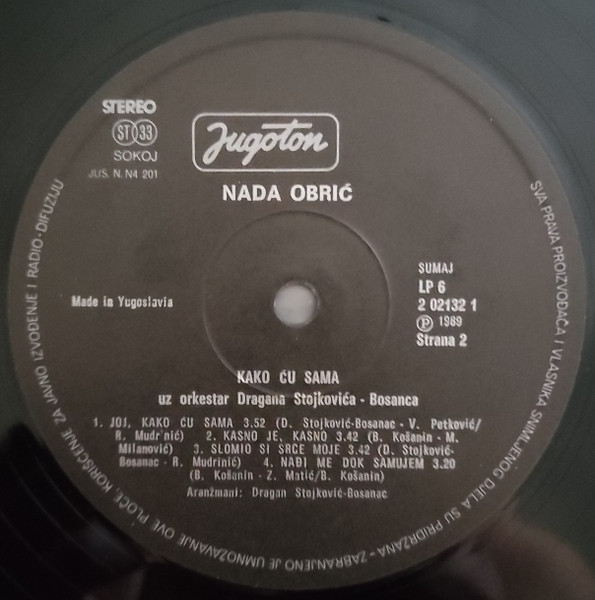 STEREO
ST 33
SOKOJ
JUS. N. N4 201
Jugoton
NADA OBRIĆ
Made in Yugoslavia
SUMAJ
LP 6
2 02132 1
Ⓟ 1989
Strana 2
KAKO ĆU SAMA
uz orkestar Dragana Stojkovića - Bosanca
1. JOJ, KAKO ĆU SAMA 3.52 (D. Stojković-Bosanac - V. Petković/
R. Mudrinić) 2. KASNO JE, KASNO 3.42 (B. Košanin - M.
Milanović) 3. SLOMIO SI SRCE MOJE 3.42 (D. Stojković-
Bosanac - R. Mudrinić) 4. NAĐI ME DOK SAMUJEM 3.20
(B. Košanin - Z. Matić/B. Košanin)
Aranžmani: Dragan Stojković-Bosanac
SVA PRAVA PROIZVOĐAČA I VLASNIKA SNIMLJENOG DJELA SU PRIDRŽANA - ZABRANJENO JE UMNOŽAVANJE OVE PLOČE, KORIŠĆENJE ZA JAVNO IZVOĐENJE I RADIO-DIFUZIJU